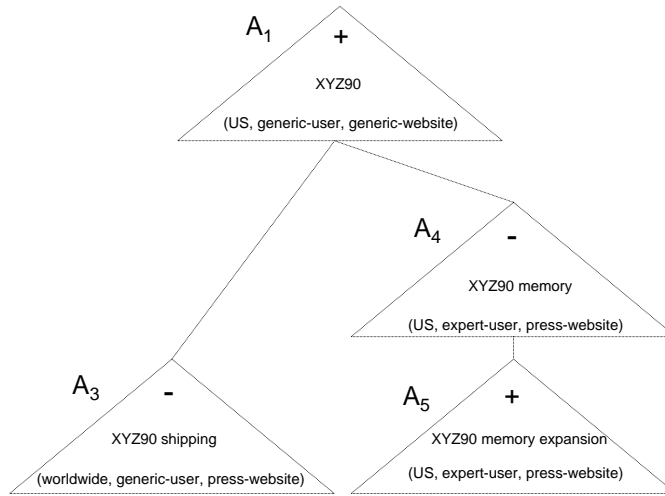 A1
+
XYZ90
(US, generic-user, generic-website)
A4
-
XYZ90 memory
(US, expert-user, press-website)
A3
-
XYZ90 shipping
(worldwide, generic-user, press-website)
A5
+
XYZ90 memory expansion
(US, expert-user, press-website)